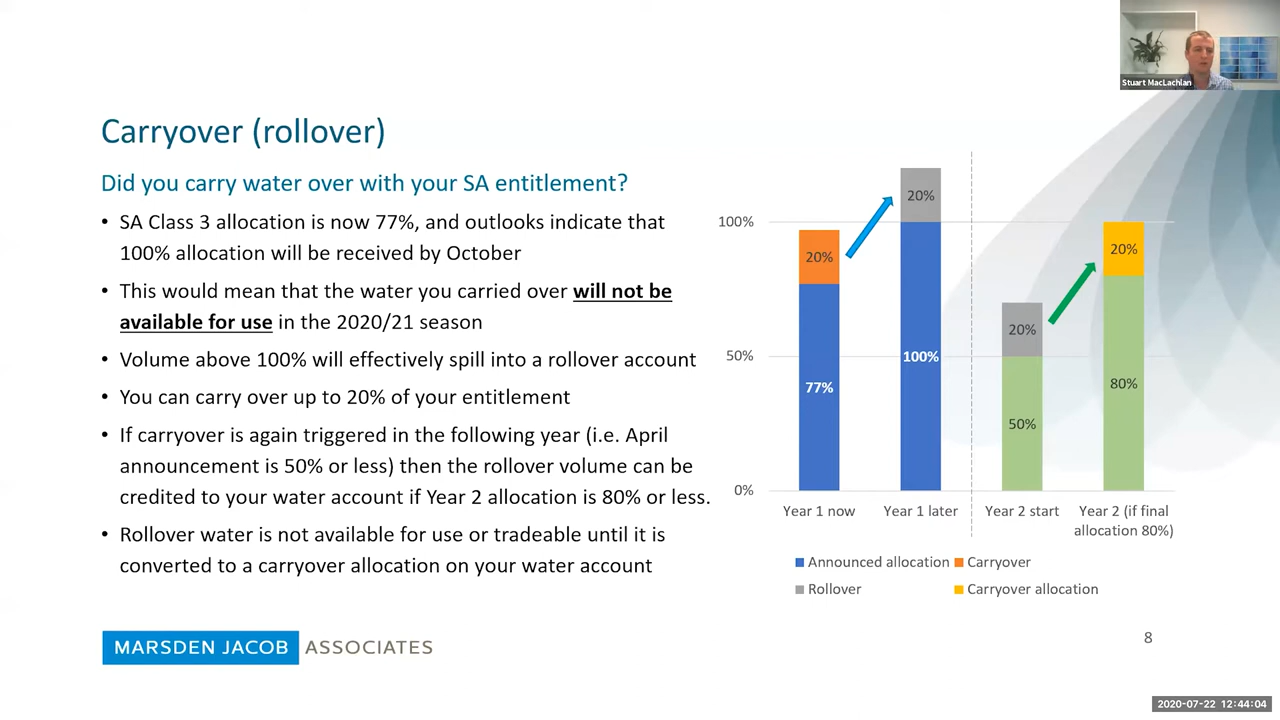 Stuart MacLachlan
Carryover (rollover)
Did you carry water over with your SA entitlement?
• SA Class 3 allocation is now 77%, and outlooks indicate that
100% allocation will be received by October
• This would mean that the water you carried over will not be
available for use in the 2020/21 season
• Volume above 100% will effectively spill into a rollover account
• You can carry over up to 20% of your entitlement
• If carryover is again triggered in the following year (i.e. April
announcement is 50% or less) then the rollover volume can be
credited to your water account if Year 2 allocation is 80% or less.
• Rollover water is not available for use or tradeable until it is
converted to a carryover allocation on your water account
100%
50%
0%
20%
77%
20%
100%
20%
50%
20%
80%
Year 1 now
Year 1 later
Year 2 start
Year 2 (if final
allocation 80%)
Announced allocation
Carryover
Rollover
Carryover allocation
MARSDEN JACOB ASSOCIATES
8
2020-07-22 12:44:04